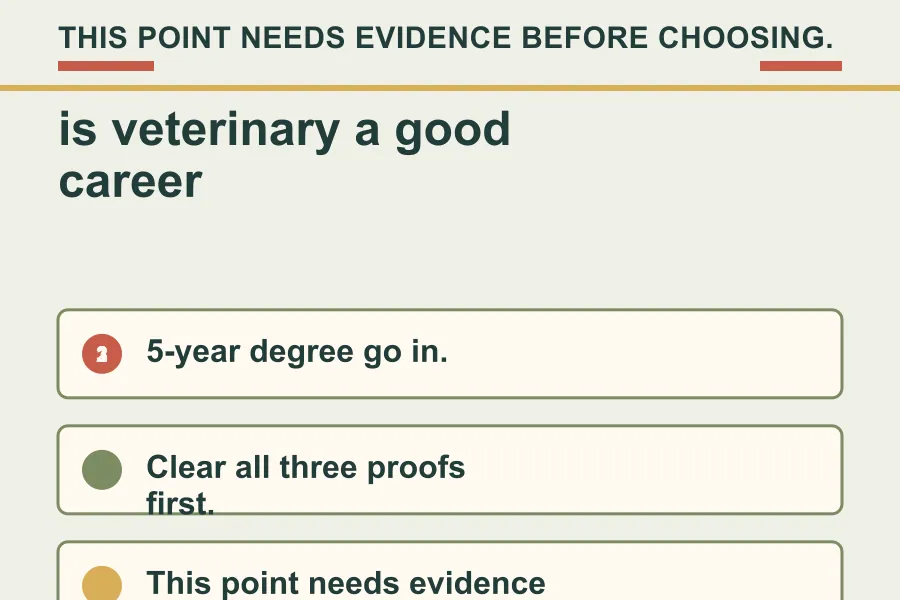 THIS POINT NEEDS EVIDENCE BEFORE CHOOSING.
is veterinary a good
career
5-year degree go in.
Clear all three proofs
first.
This point needs evidence